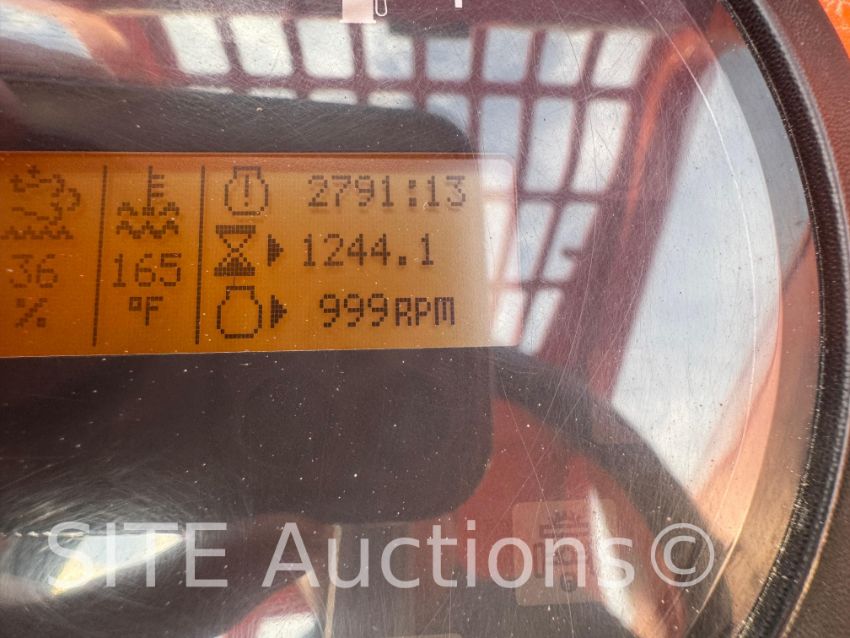 2791:13
36 165 1244.1
% °F 999RPM
SITE Auctions©